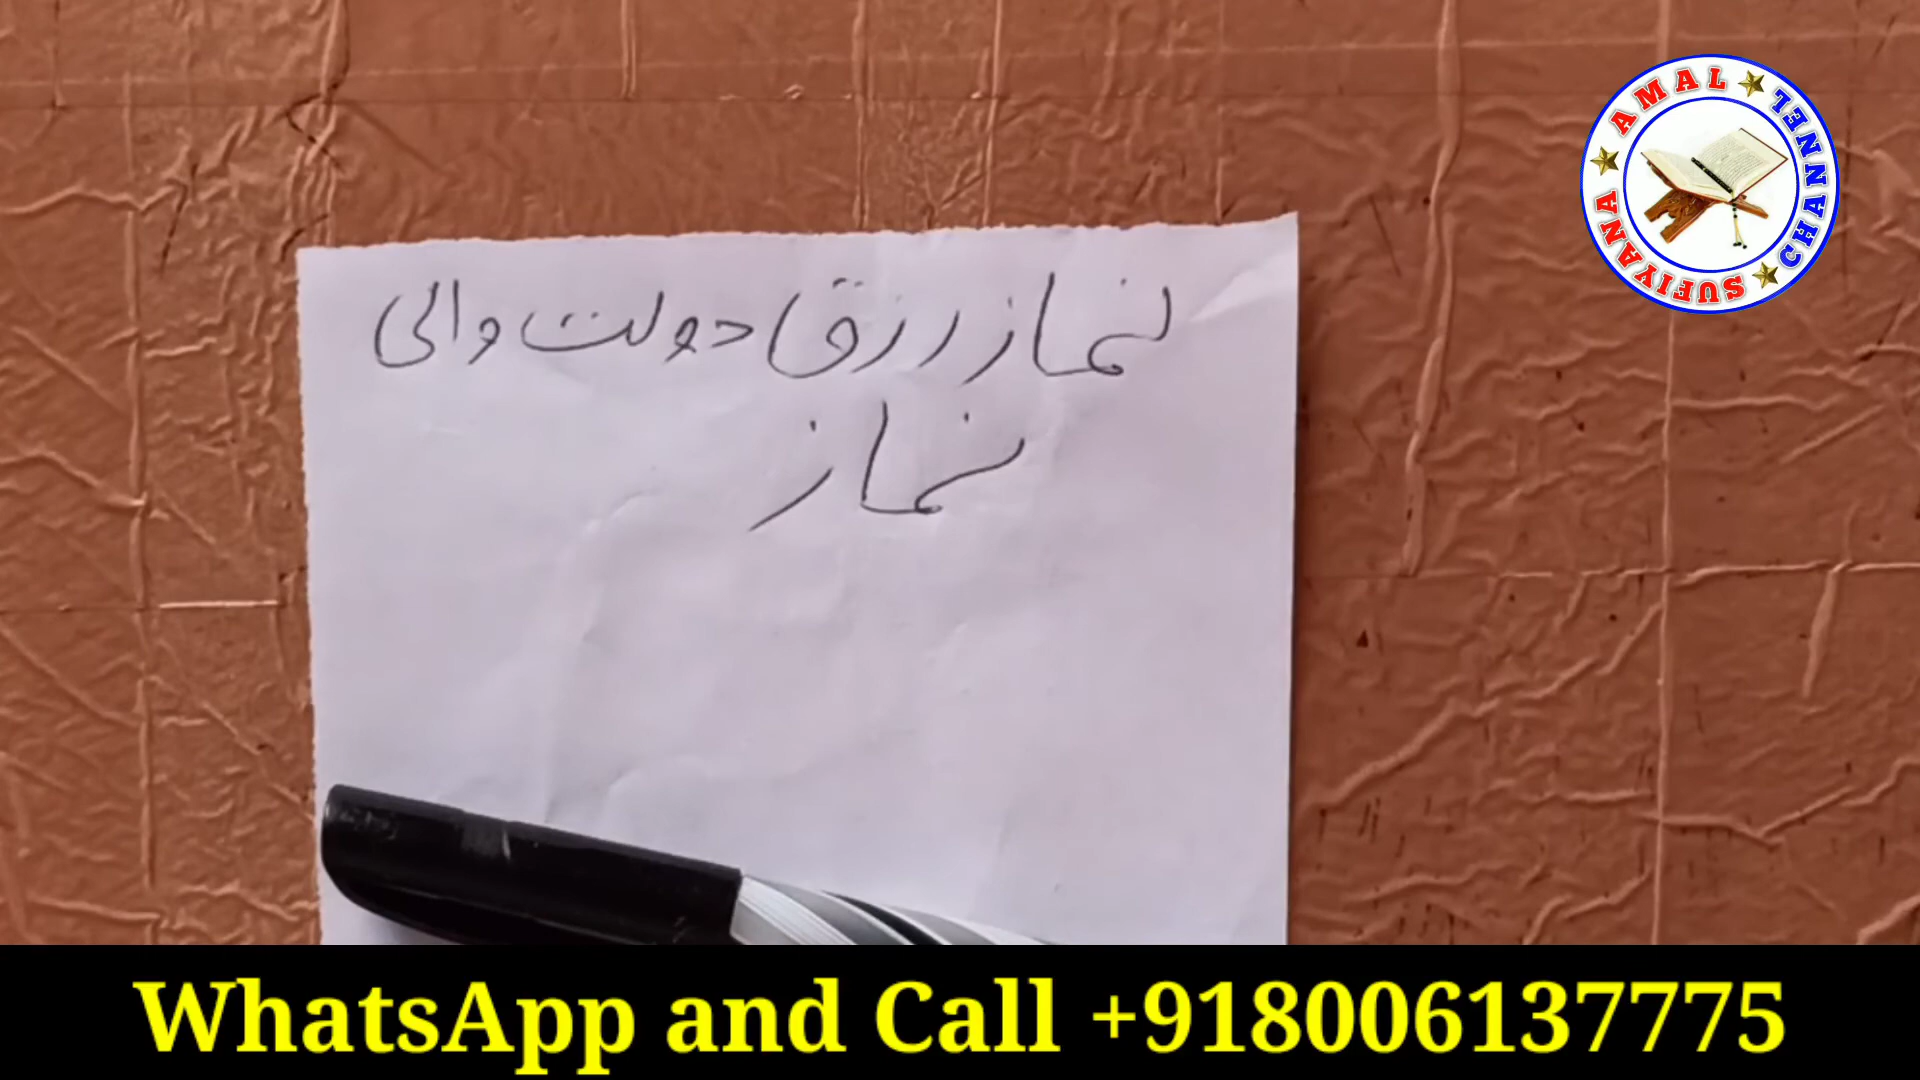 نماز رزق دولت والی
نماز
AMAL CHANNEL SUFIYANA
WhatsApp and Call +918006137775